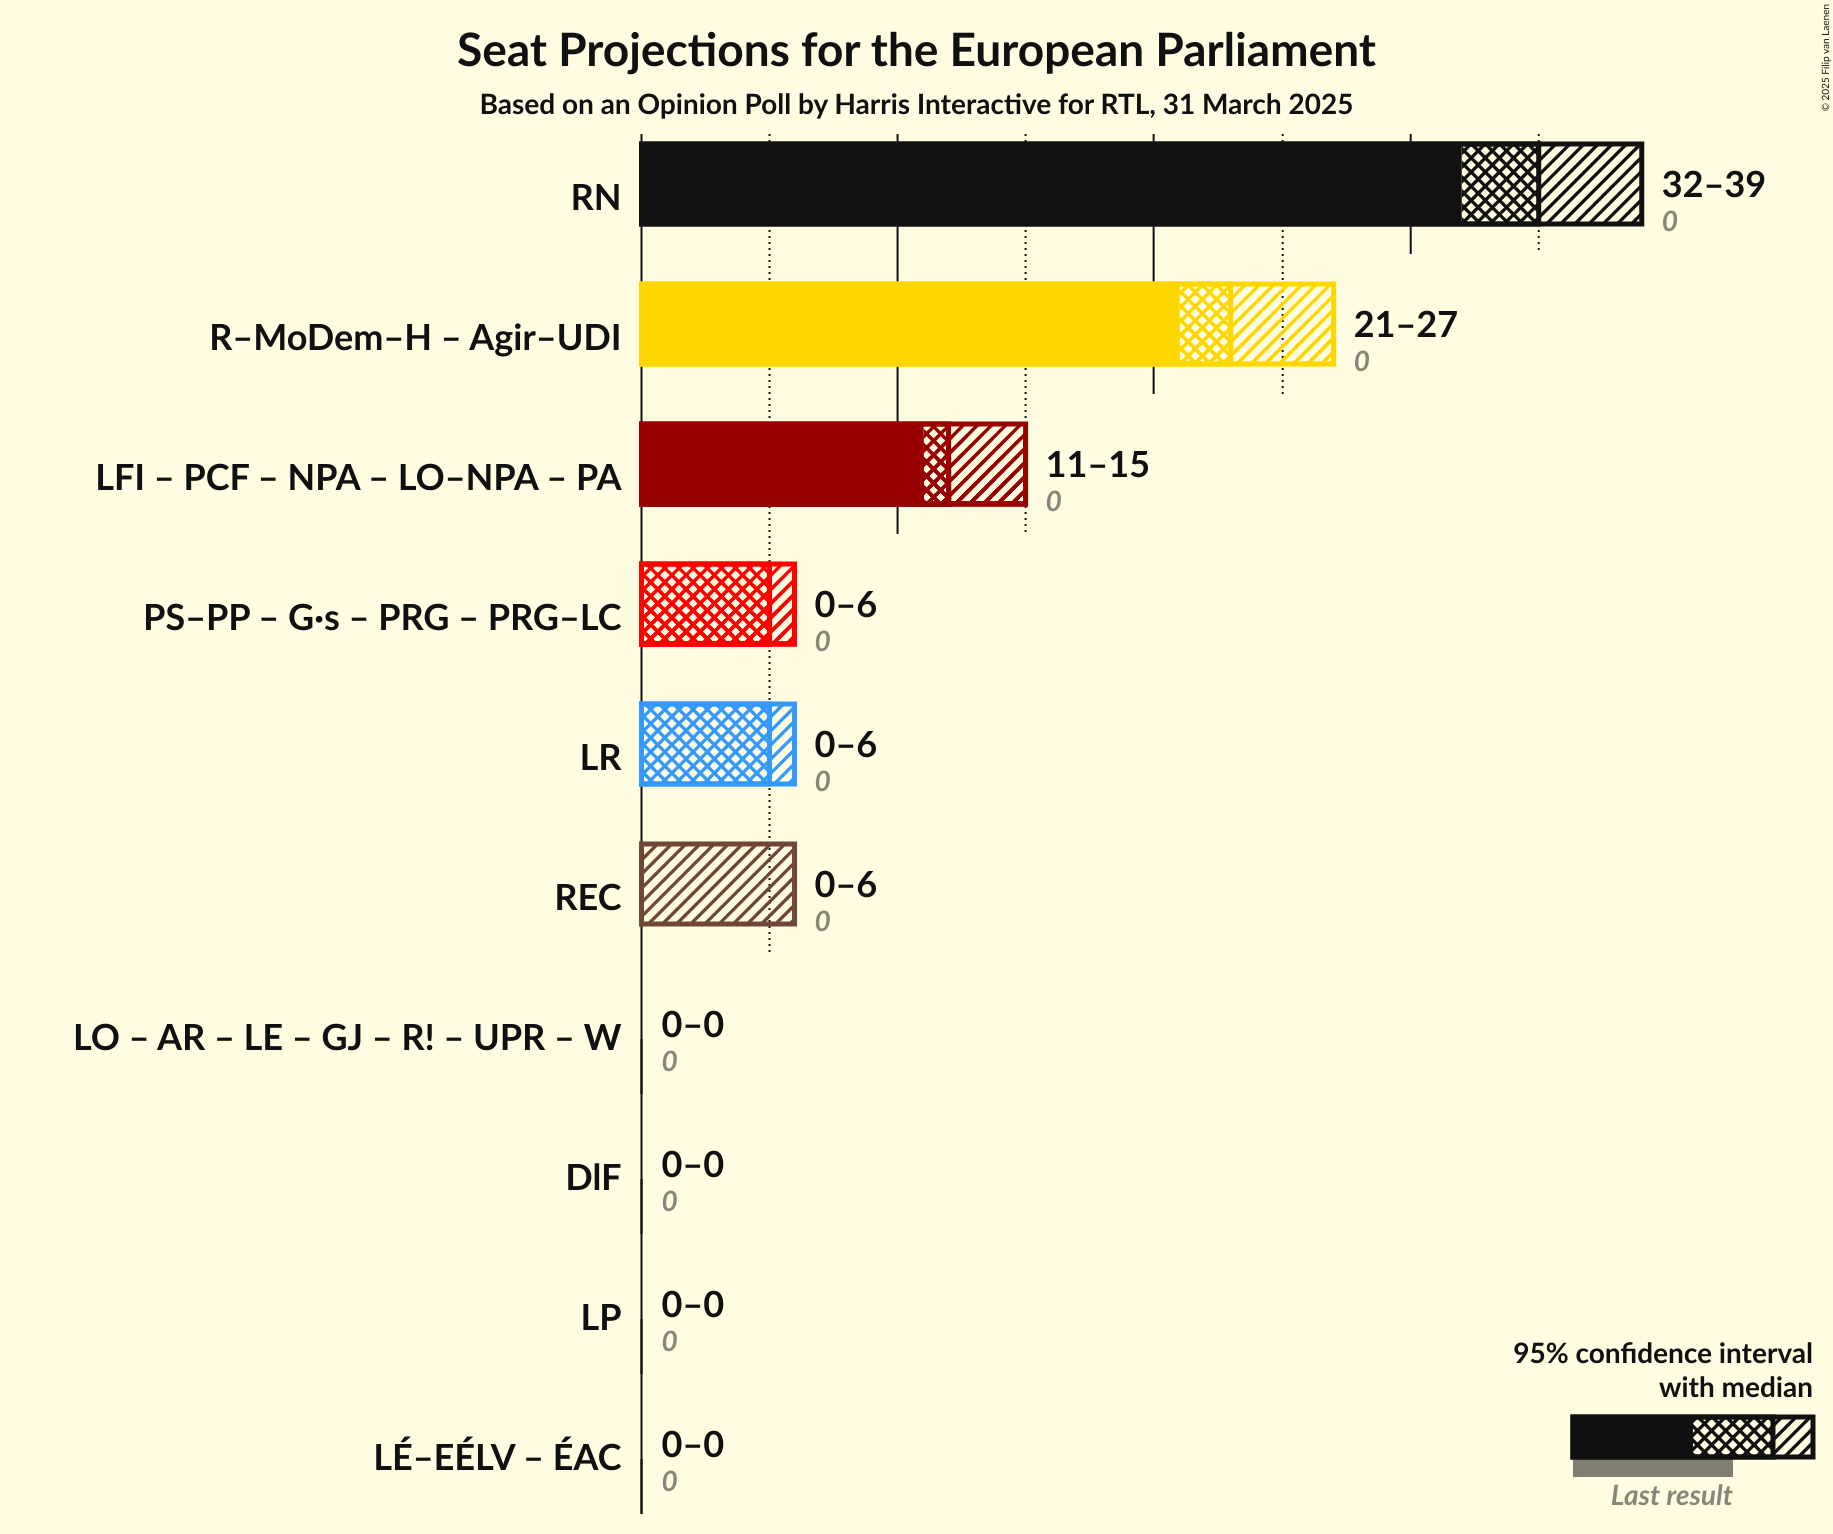 Seat Projections for the European Parliament
Based on an Opinion Poll by Harris Interactive for RTL, 31 March 2025
© 2025 Filip van Laenen
RN
32–39
0
R–MoDem–H – Agir–UDI
21–27
0
LFI – PCF – NPA – LO–NPA – PA
11–15
0
PS–PP – G·s – PRG – PRG–LC
0–6
0
LR
0–6
0
REC
0–6
0
LO – AR – LE – GJ – R! – UPR – W
0–0
0
DIF
0–0
0
LP
0–0
0
LÉ–EÉLV – ÉAC
0–0
0
95% confidence interval
with median
Last result